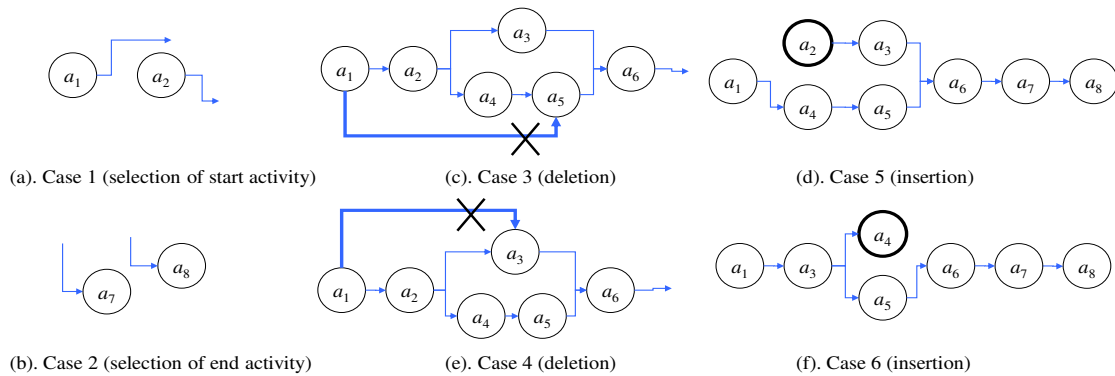 a1 a2
(a). Case 1 (selection of start activity)
a7 a8
(b). Case 2 (selection of end activity)
a1 a2 a3 a4 a5 a6
(c). Case 3 (deletion)
a1 a2 a3 a4 a5 a6
(e). Case 4 (deletion)
a1 a2 a3 a4 a5 a6 a7 a8
(d). Case 5 (insertion)
a1 a3 a4 a5 a6 a7 a8
(f). Case 6 (insertion)